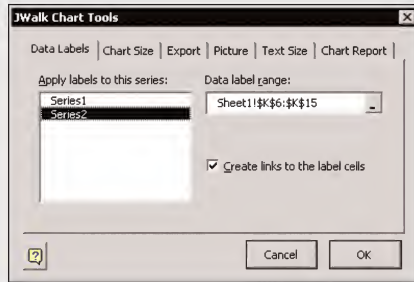 JWalk Chart Tools
Data Labels | Chart Size | Export | Picture | Text Size | Chart Report
Apply labels to this series:
Series1
Series2
Data label range:
Sheet1!$K$6:$K$15
Create links to the label cells
Cancel
OK